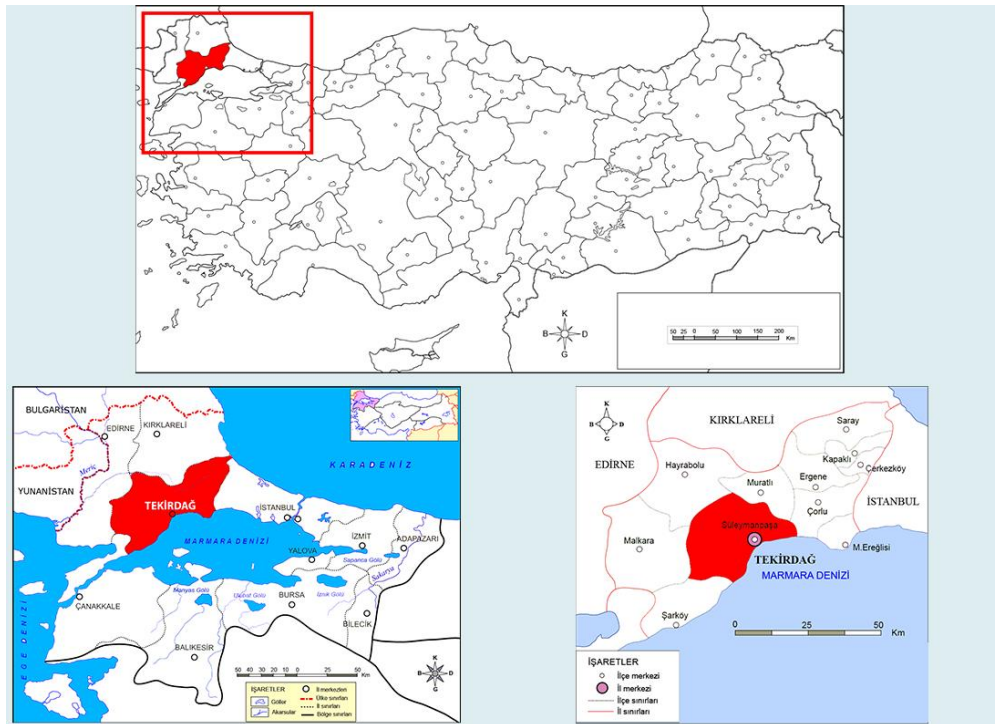 K
B D
G
50 25 0 50 100 150 200
Km
BULGARİSTAN
EDİRNE
KIRKLARELİ
KARADENİZ
Meriç
YUNANİSTAN
TEKİRDAĞ
İSTANBUL
MARMARA DENİZİ
İZMİT
ADAPAZARI
YALOVA
Sapanca Gölü
Sakarya
Manyas Gölü
Ulubat Gölü
İznik Gölü
ÇANAKKALE
BURSA
BİLECİK
EGE DENİZİ
BALIKESİR
50 40 30 20 10 0 50
Km
İŞARETLER
Göller
Akarsular
İl merkezleri
Ülke sınırları
İl sınırları
Bölge sınırları
K
B D
G
KIRKLARELİ
Saray
EDİRNE
Kapaklı
Çerkezköy
Hayrabolu
Ergene
Muratlı
İSTANBUL
Çorlu
Süleymanpaşa
Malkara
M.Ereğlisi
TEKİRDAĞ
MARMARA DENİZİ
Şarköy
0 25 50
Km
İŞARETLER
İlçe merkezi
İl merkezi
İlçe sınırları
İl sınırları